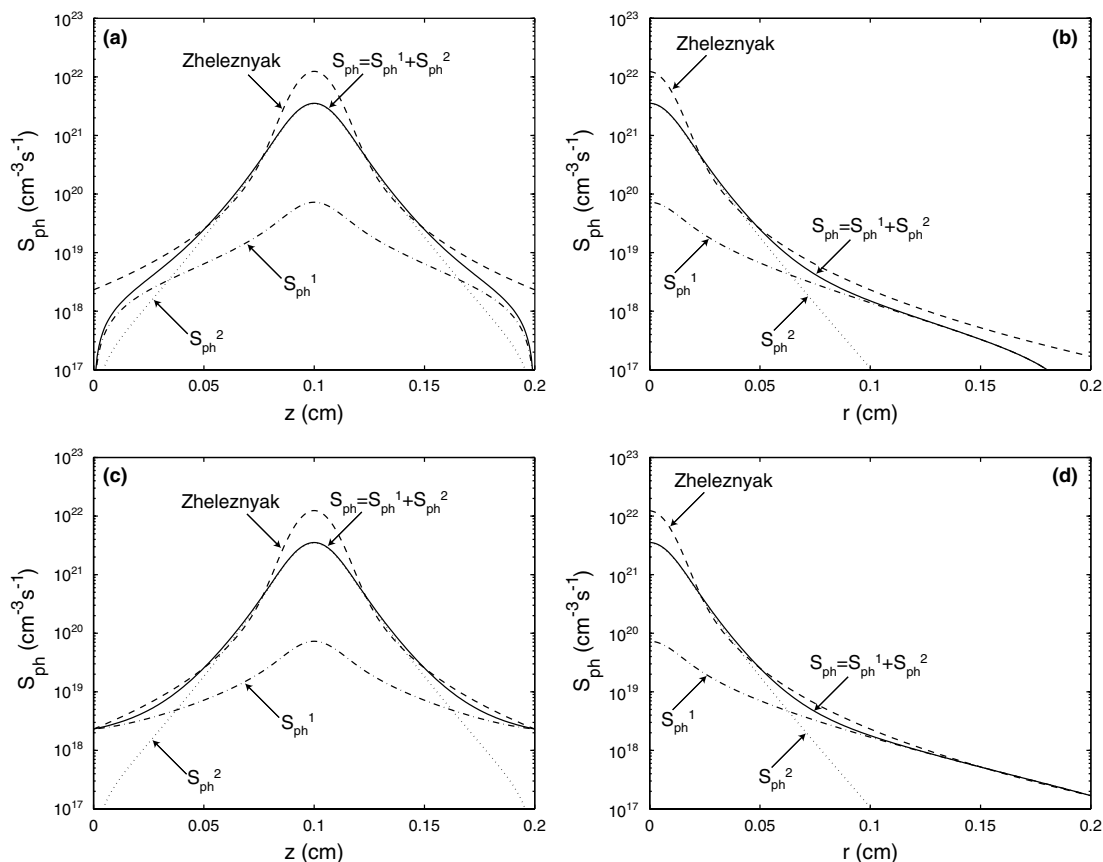 (a)
S_ph (cm^-3s^-1)
10^23
10^22
10^21
10^20
10^19
10^18
10^17
Zheleznyak
S_ph=S_ph^1+S_ph^2
S_ph^1
S_ph^2
0
0.05
0.1
0.15
0.2
z (cm)
(b)
S_ph (cm^-3s^-1)
10^23
10^22
10^21
10^20
10^19
10^18
10^17
Zheleznyak
S_ph=S_ph^1+S_ph^2
S_ph^1
S_ph^2
0
0.05
0.1
0.15
0.2
r (cm)
(c)
S_ph (cm^-3s^-1)
10^23
10^22
10^21
10^20
10^19
10^18
10^17
Zheleznyak
S_ph=S_ph^1+S_ph^2
S_ph^1
S_ph^2
0
0.05
0.1
0.15
0.2
z (cm)
(d)
S_ph (cm^-3s^-1)
10^23
10^22
10^21
10^20
10^19
10^18
10^17
Zheleznyak
S_ph=S_ph^1+S_ph^2
S_ph^1
S_ph^2
0
0.05
0.1
0.15
0.2
r (cm)